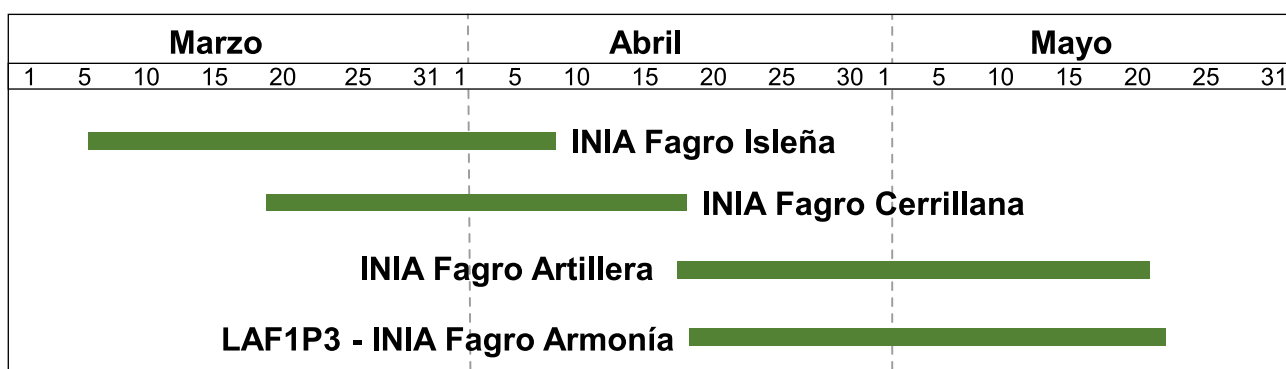 Marzo Abril Mayo
1 5 10 15 20 25 31 1 5 10 15 20 25 30 1 5 10 15 20 25 31
INIA Fagro Isleña
INIA Fagro Cerrillana
INIA Fagro Artillera
LAF1P3 - INIA Fagro Armonía